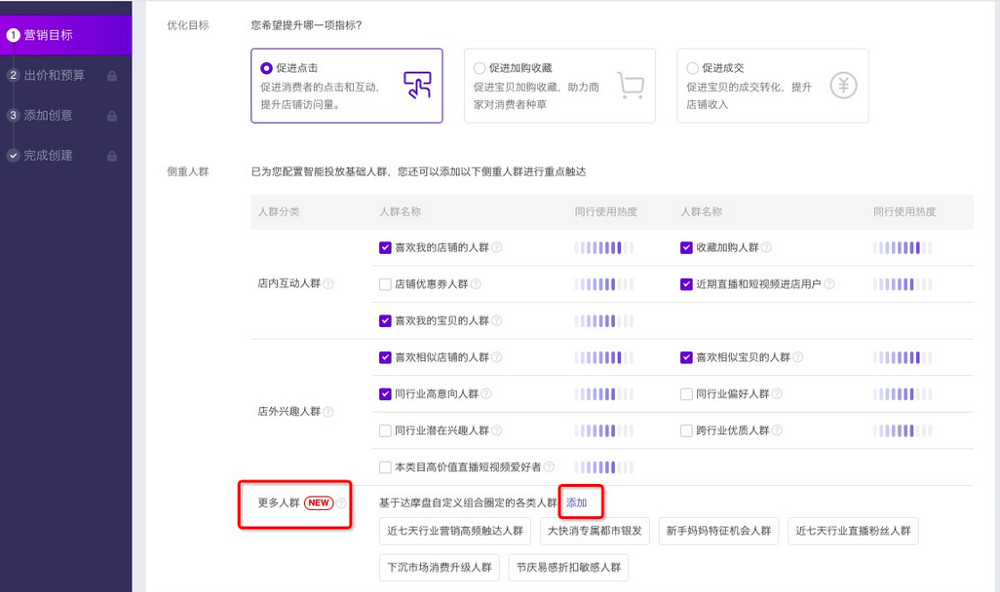 1 营销目标
2 出价和预算
3 添加创意
完成创建
优化目标
您希望提升哪一项指标?
促进点击
促进消费者的点击和互动,
提升店铺访问量。
促进加购收藏
促进宝贝加购收藏, 助力商
家对消费者种草
促进成交
促进宝贝的成交转化, 提升
店铺收入
侧重人群
已为您配置智能投放基础人群, 您还可以添加以下侧重人群进行重点触达
人群分类 人群名称 同行使用热度 人群名称 同行使用热度
喜欢我的店铺的人群 ? 收藏加购人群 ?
店内互动人群 ? 店铺优惠券人群 ? 近期直播和短视频进店用户 ?
喜欢我的宝贝的人群 ?
喜欢相似店铺的人群 ? 喜欢相似宝贝的人群 ?
同行业高意向人群 ? 同行业偏好人群 ?
店外兴趣人群 ?
同行业潜在兴趣人群 ? 跨行业优质人群 ?
本类目高价值直播短视频爱好者 ?
更多人群 NEW ? 基于达摩盘自定义组合圈定的各类人群 添加
近七天行业营销高频触达人群 大快消专属都市银发 新手妈妈特征机会人群 近七天行业直播粉丝人群
下沉市场消费升级人群 节庆易感折扣敏感人群